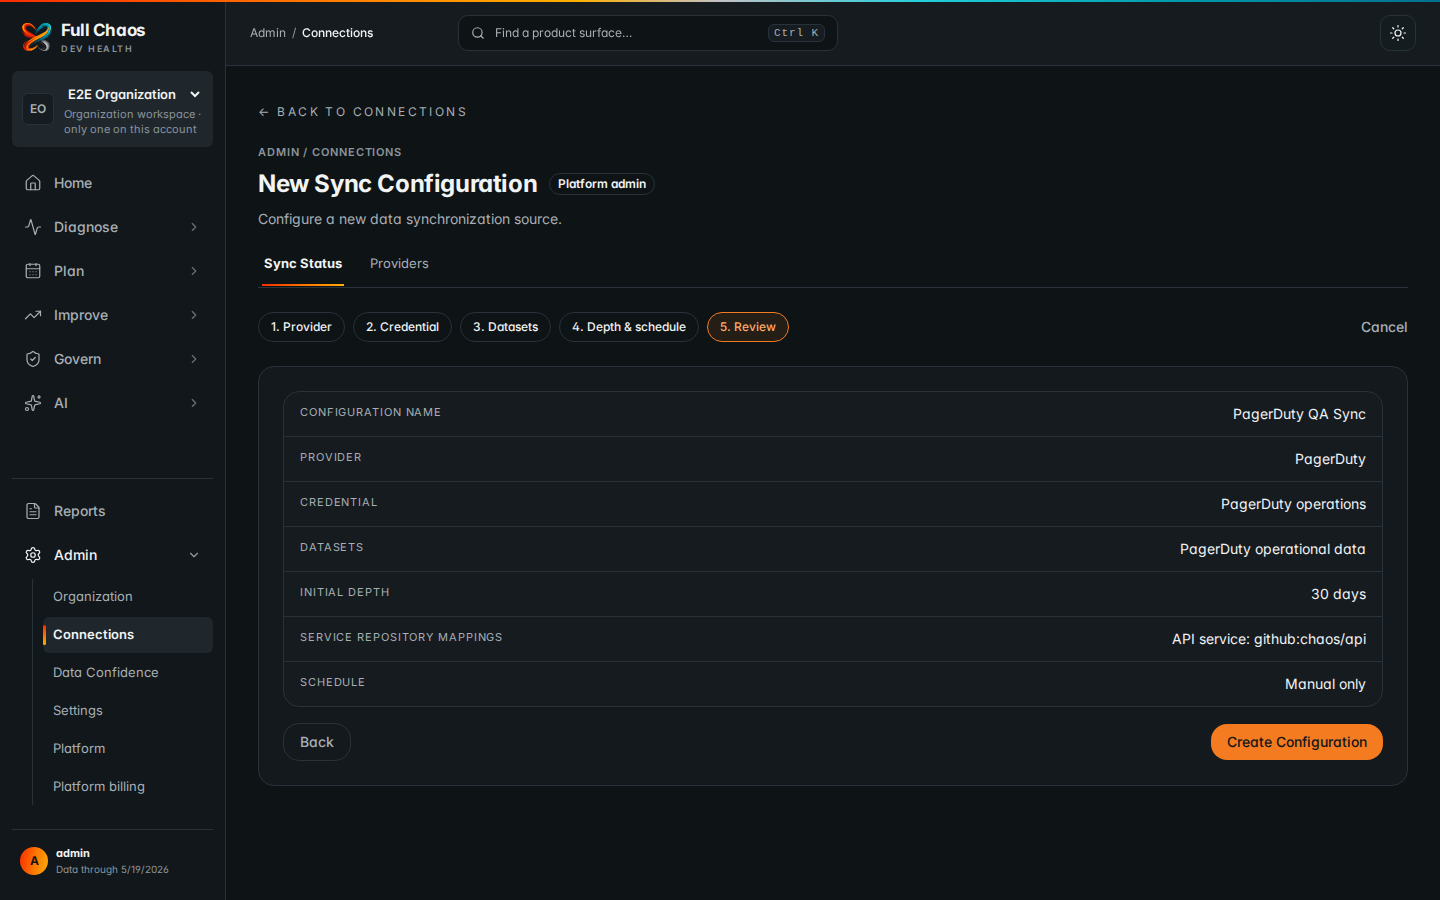 Full Chaos
DEV HEALTH
EO
E2E Organization
Organization workspace ·
only one on this account
Home
Diagnose
Plan
Improve
Govern
AI
Reports
Admin
Organization
Connections
Data Confidence
Settings
Platform
Platform billing
A
admin
Data through 5/19/2026
Admin / Connections
Find a product surface...
Ctrl K
← BACK TO CONNECTIONS
ADMIN / CONNECTIONS
New Sync Configuration
Platform admin
Configure a new data synchronization source.
Sync Status
Providers
1. Provider
2. Credential
3. Datasets
4. Depth & schedule
5. Review
Cancel
CONFIGURATION NAME
PagerDuty QA Sync
PROVIDER
PagerDuty
CREDENTIAL
PagerDuty operations
DATASETS
PagerDuty operational data
INITIAL DEPTH
30 days
SERVICE REPOSITORY MAPPINGS
API service: github:chaos/api
SCHEDULE
Manual only
Back
Create Configuration